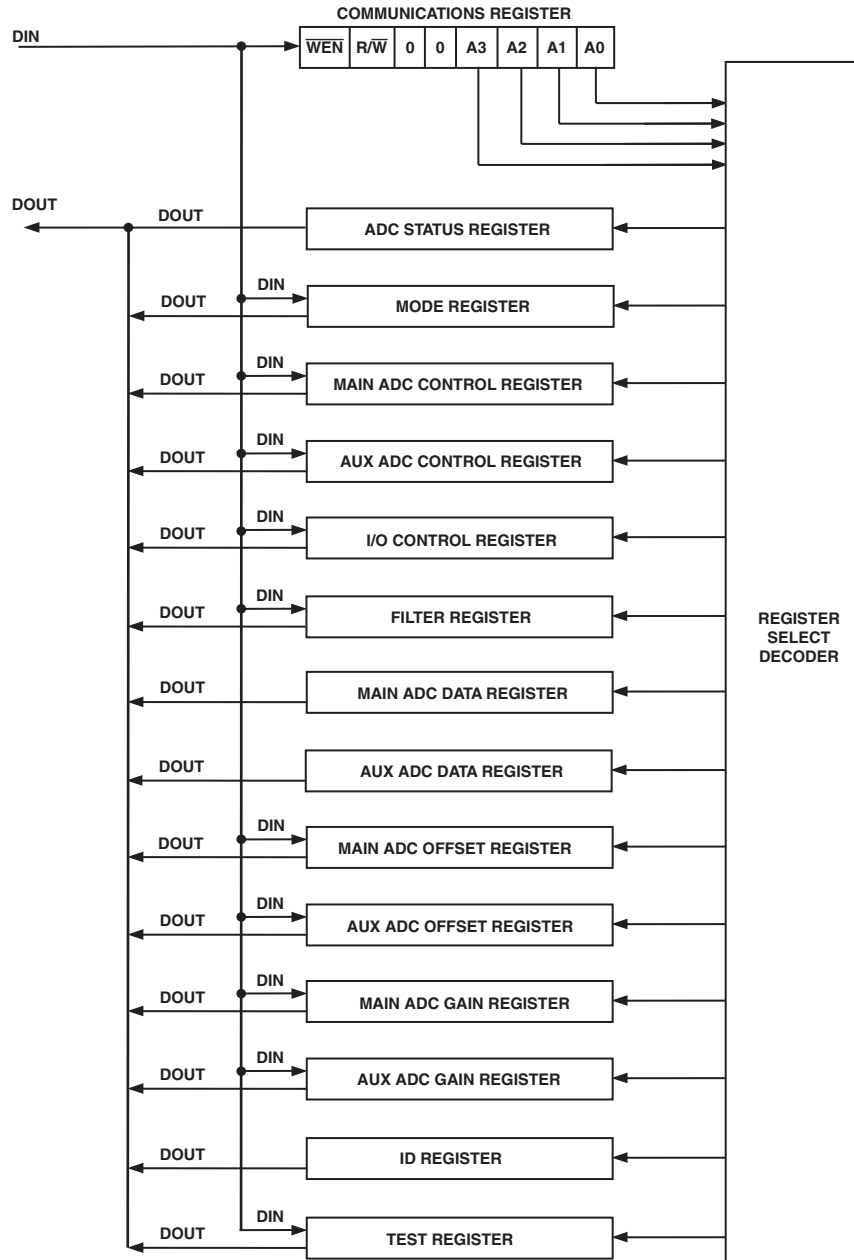 COMMUNICATIONS REGISTER
DIN
WEN R/W 0 0 A3 A2 A1 A0
DOUT
DOUT
ADC STATUS REGISTER
DIN
DOUT
MODE REGISTER
DIN
DOUT
MAIN ADC CONTROL REGISTER
DIN
DOUT
AUX ADC CONTROL REGISTER
DIN
DOUT
I/O CONTROL REGISTER
DIN
DOUT
FILTER REGISTER
REGISTER
SELECT
DECODER
DOUT
MAIN ADC DATA REGISTER
DOUT
AUX ADC DATA REGISTER
DIN
DOUT
MAIN ADC OFFSET REGISTER
DIN
DOUT
AUX ADC OFFSET REGISTER
DIN
DOUT
MAIN ADC GAIN REGISTER
DIN
DOUT
AUX ADC GAIN REGISTER
DOUT
ID REGISTER
DIN
DOUT
TEST REGISTER